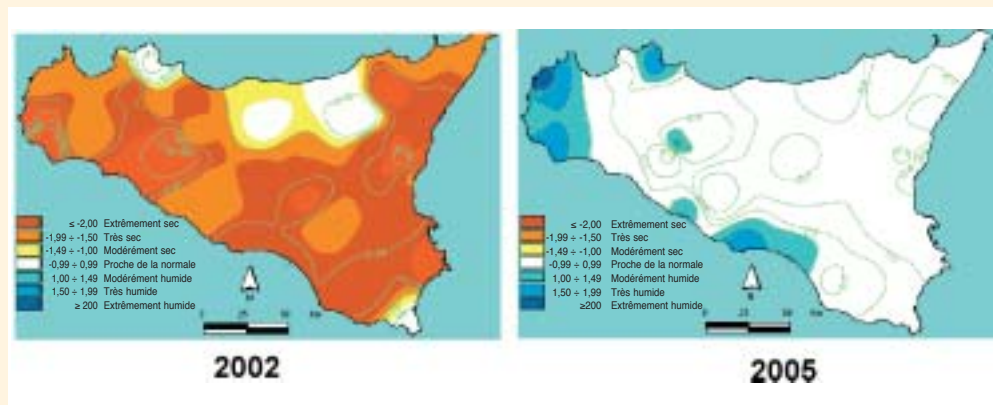 ≤ -2,00 Extrêmement sec
-1,99 ÷ -1,50 Très sec
-1,49 ÷ -1,00 Modérément sec
-0,99 ÷ 0,99 Proche de la normale
1,00 ÷ 1,49 Modérément humide
1,50 ÷ 1,99 Très humide
≥ 200 Extrêmement humide
2002
≤ -2,00 Extrêmement sec
-1,99 ÷ -1,50 Très sec
-1,49 ÷ -1,00 Modérément sec
-0,99 ÷ 0,99 Proche de la normale
1,00 ÷ 1,49 Modérément humide
1,50 ÷ 1,99 Très humide
≥200 Extrêmement humide
2005